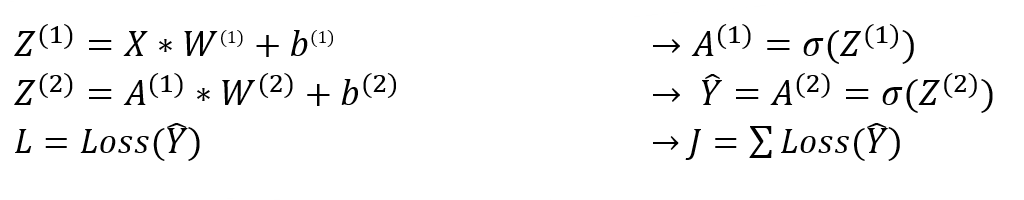 Z⁽¹⁾ = X ∗ W⁽¹⁾ + b⁽¹⁾ → A⁽¹⁾ = σ(Z⁽¹⁾)
Z⁽²⁾ = A⁽¹⁾ ∗ W⁽²⁾ + b⁽²⁾ → Ŷ = A⁽²⁾ = σ(Z⁽²⁾)
L = Loss(Ŷ) → J = ∑ Loss(Ŷ)